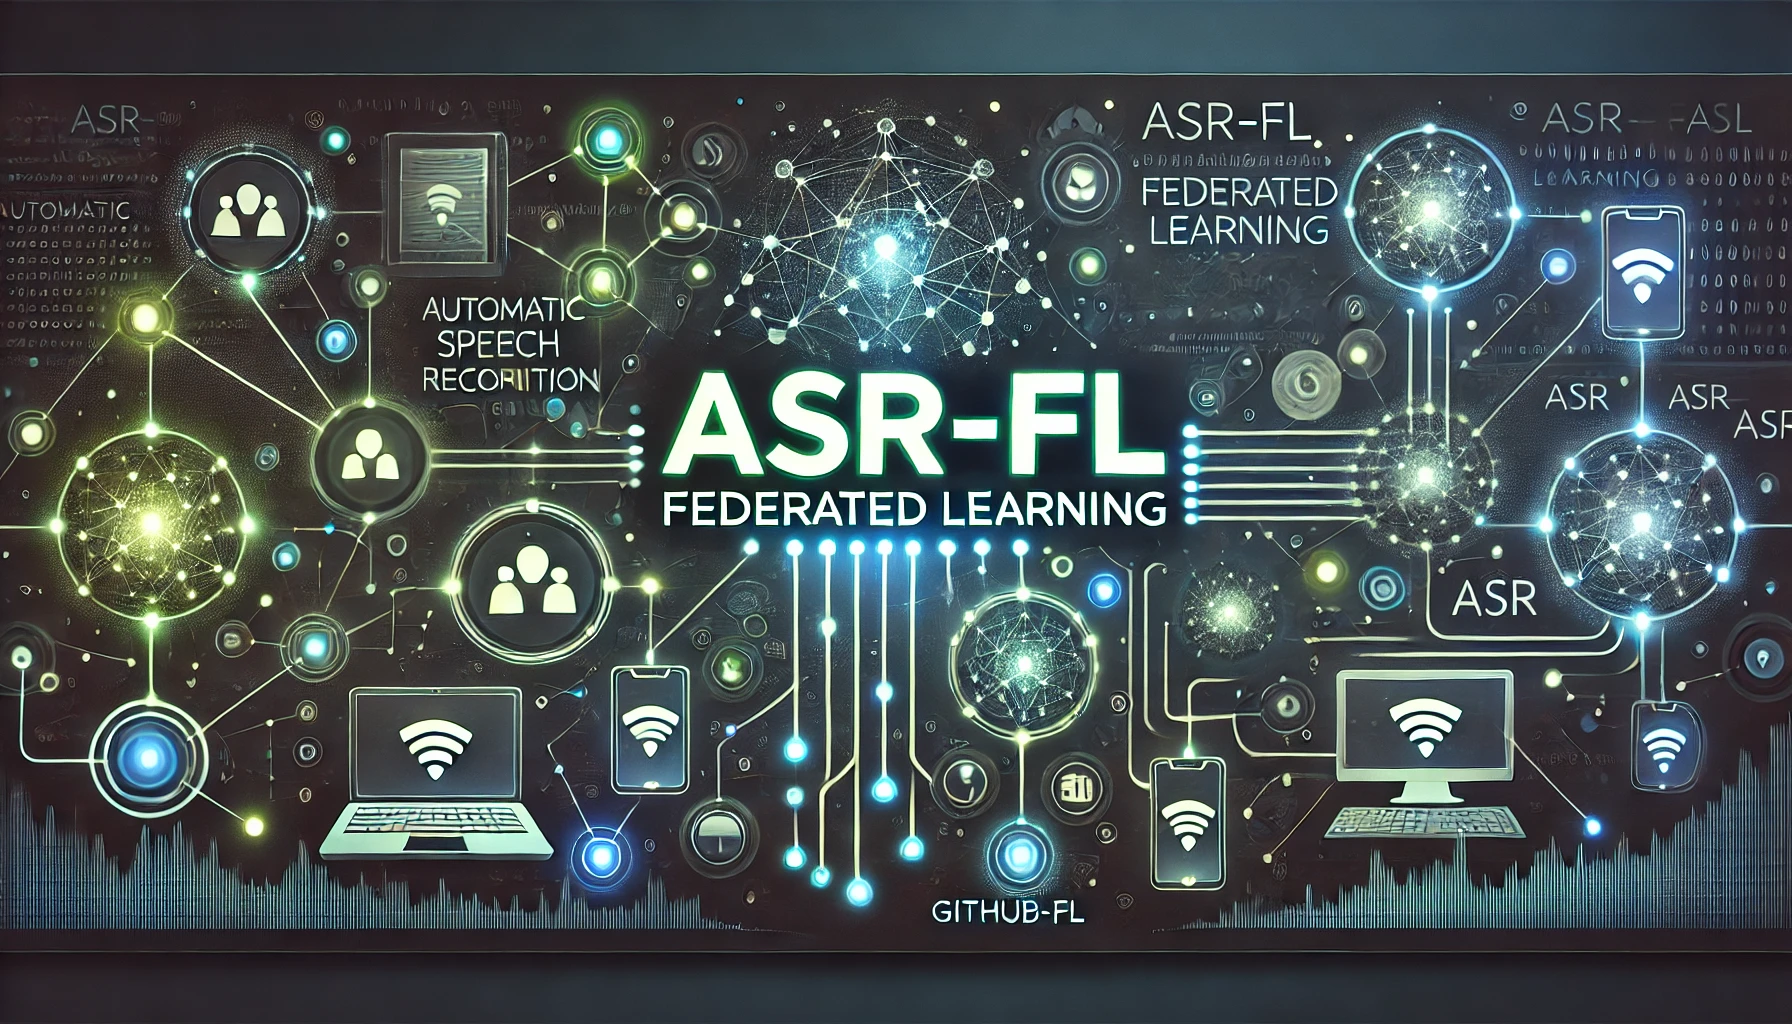 ASR-
AUTOMATIC
AUTOMATIC
SPEECH
RECORIITION
ASR-FL
FEDERATED
LEARNING
ASR-FL
FEDERATED LEARNING
ASR- -ASL
LEARNING
ASR
ASR
ASR
ASR
GITHUB-FL